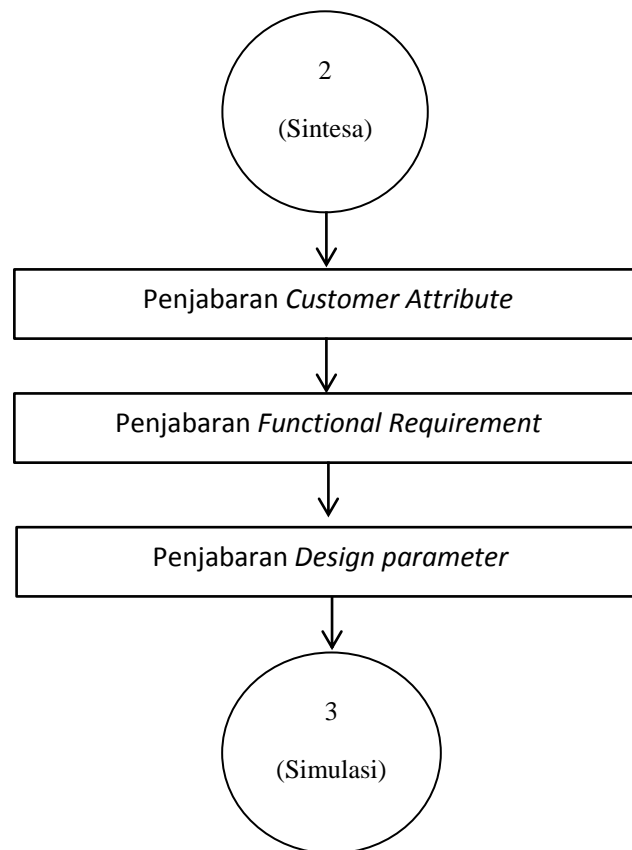 2
(Sintesa)
Penjabaran Customer Attribute
Penjabaran Functional Requirement
Penjabaran Design parameter
3
(Simulasi)